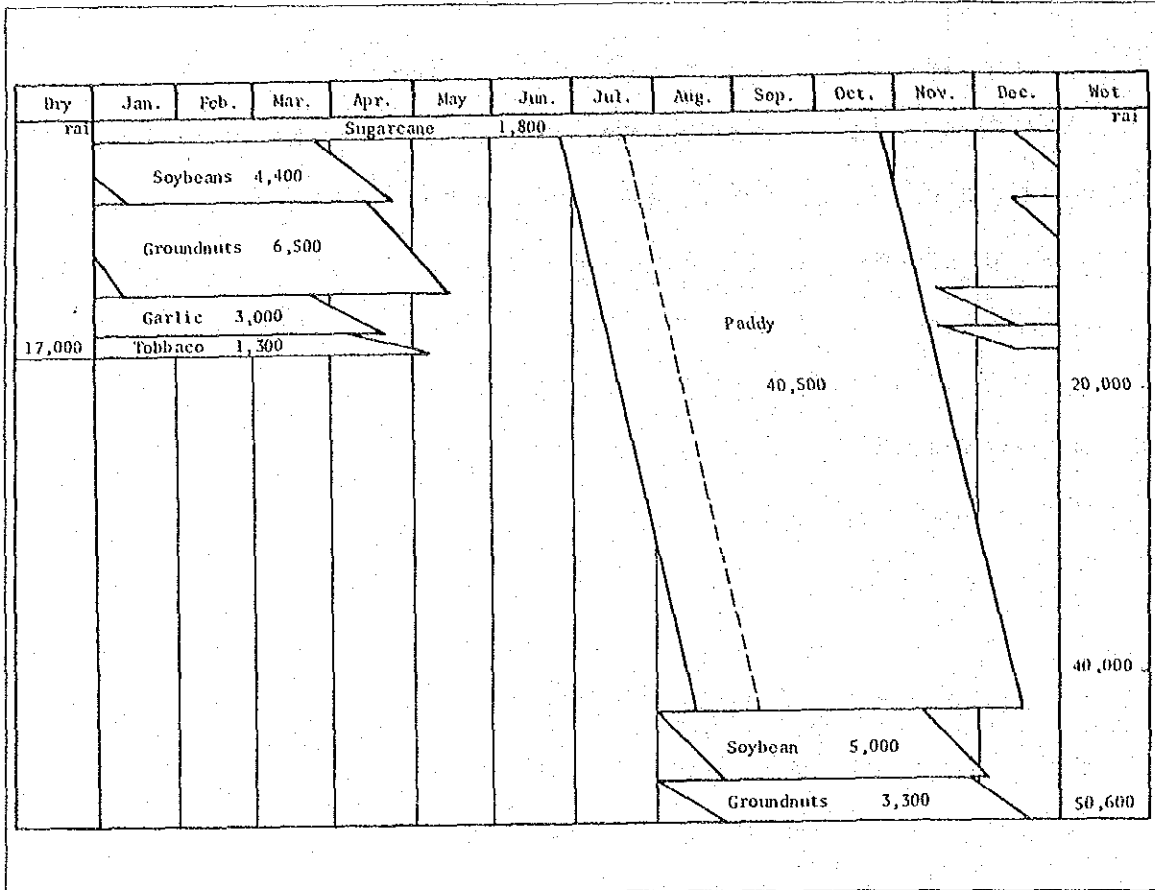 Dry Jan. Feb. Mar. Apr. May Jun. Jul. Aug. Sep. Oct. Nov. Dec. Wet
rai Sugarcane 1,800 rai
Soybeans 4,400
Groundnuts 6,500
Garlic 3,000
Paddy
17,000 Tobbaco 1,300
40,500 20,000
40,000
Soybean 5,000
Groundnuts 3,300 50,600